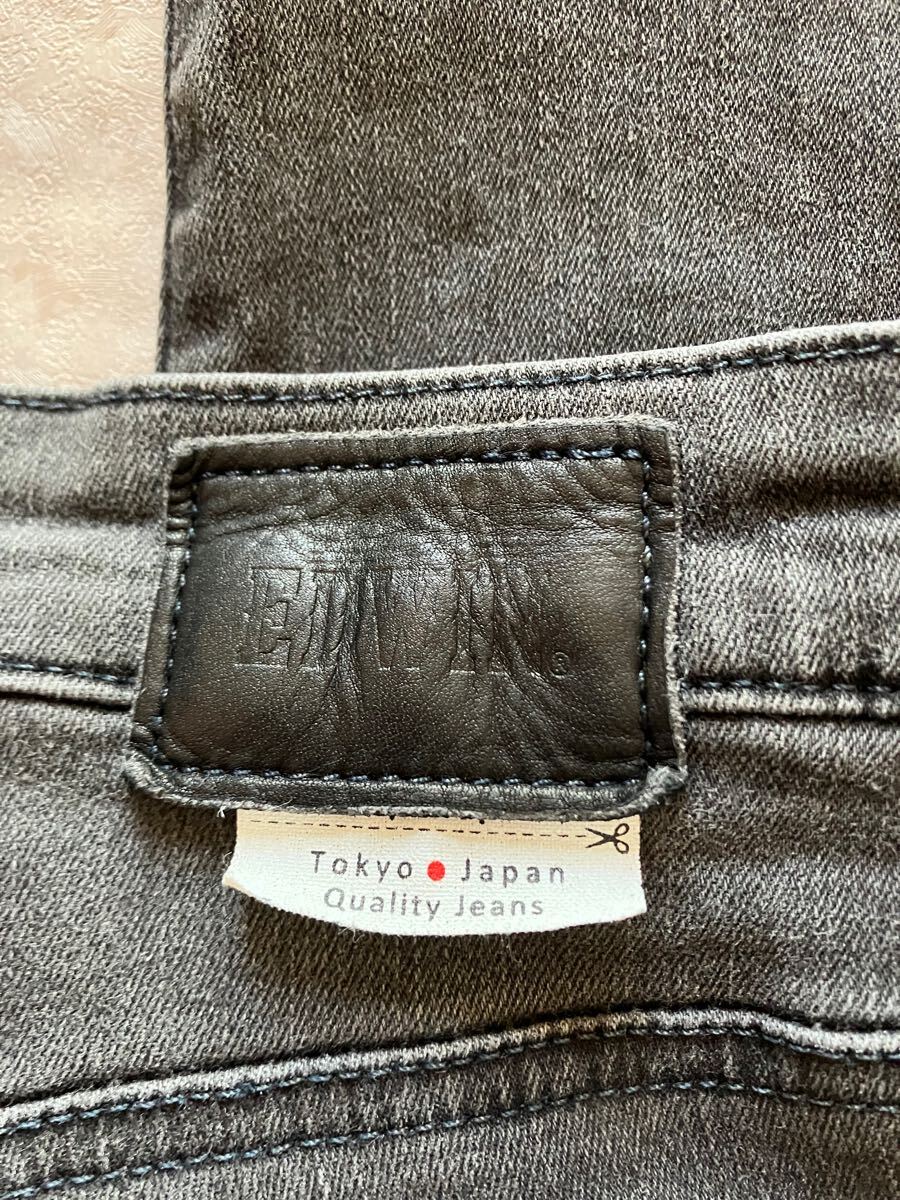 EDWIN®
Tokyo ● Japan
Quality Jeans